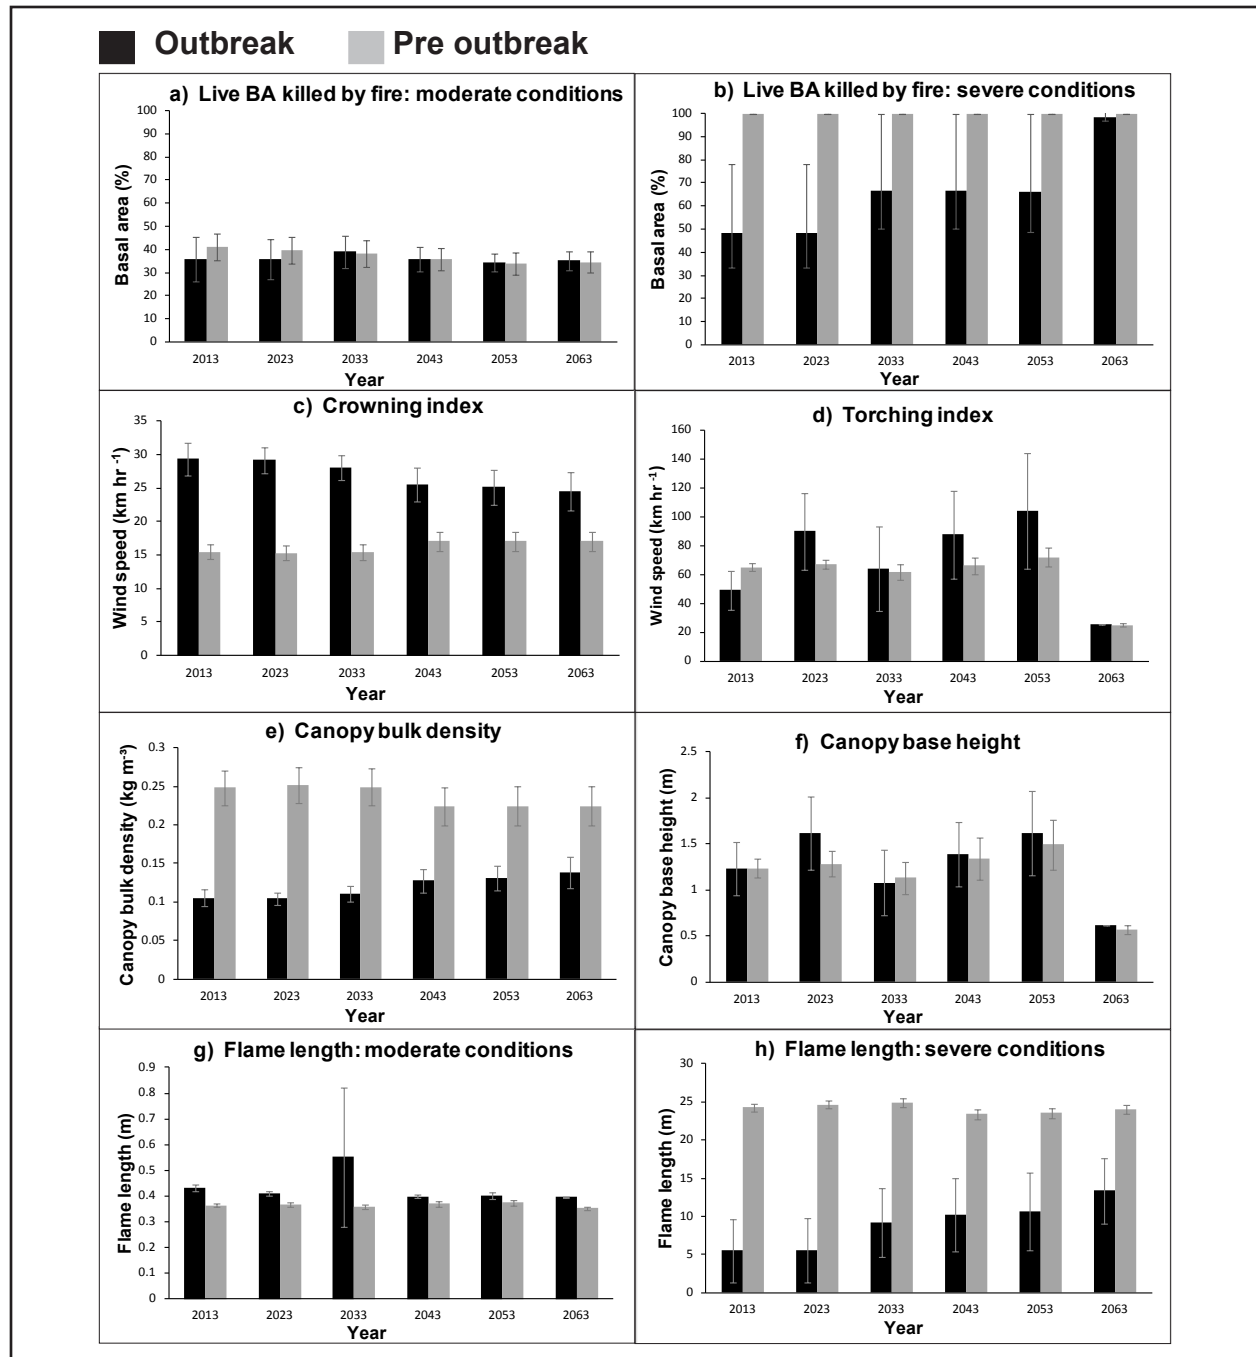 Outbreak Pre outbreak
a) Live BA killed by fire: moderate conditions
100
90
80
70
60
50
40
30
20
10
0
Basal area (%)
2013 2023 2033 2043 2053 2063
Year
b) Live BA killed by fire: severe conditions
100
90
80
70
60
50
40
30
20
10
0
Basal area (%)
2013 2023 2033 2043 2053 2063
Year
c) Crowning index
35
30
25
20
15
10
5
0
Wind speed (km hr -1)
2013 2023 2033 2043 2053 2063
Year
d) Torching index
160
140
120
100
80
60
40
20
0
Wind speed (km hr -1)
2013 2023 2033 2043 2053 2063
Year
e) Canopy bulk density
0.3
0.25
0.2
0.15
0.1
0.05
0
Canopy bulk density (kg m-³)
2013 2023 2033 2043 2053 2063
Year
f) Canopy base height
2.5
2
1.5
1
0.5
0
Canopy base height (m)
2013 2023 2033 2043 2053 2063
Year
g) Flame length: moderate conditions
0.9
0.8
0.7
0.6
0.5
0.4
0.3
0.2
0.1
0
Flame length (m)
2013 2023 2033 2043 2053 2063
Year
h) Flame length: severe conditions
30
25
20
15
10
5
0
Flame length (m)
2013 2023 2033 2043 2053 2063
Year